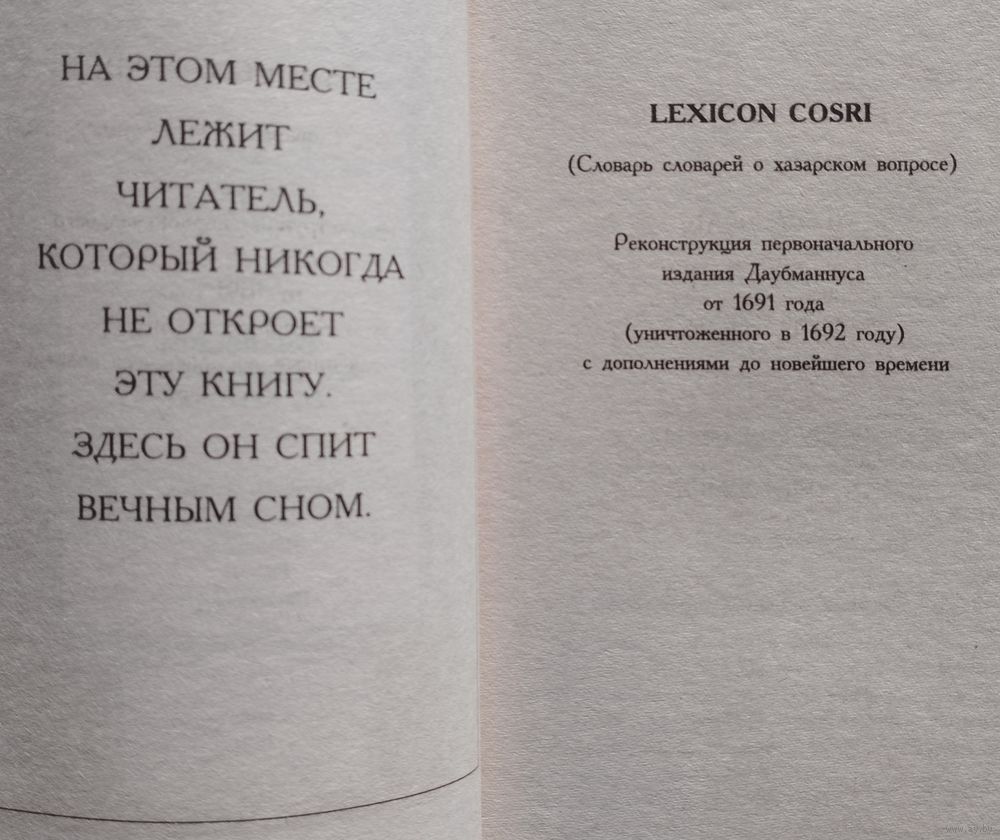 НА ЭТОМ МЕСТЕ
ЛЕЖИТ
ЧИТАТЕЛЬ,
КОТОРЫЙ НИКОГДА
НЕ ОТКРОЕТ
ЭТУ КНИГУ.
ЗДЕСЬ ОН СПИТ
ВЕЧНЫМ СНОМ.
LEXICON COSRI
(Словарь словарей о хазарском вопросе)
Реконструкция первоначального
издания Даубмануса
от 1691 года
(уничтоженного в 1692 году)
с дополнениями до новейшего времени